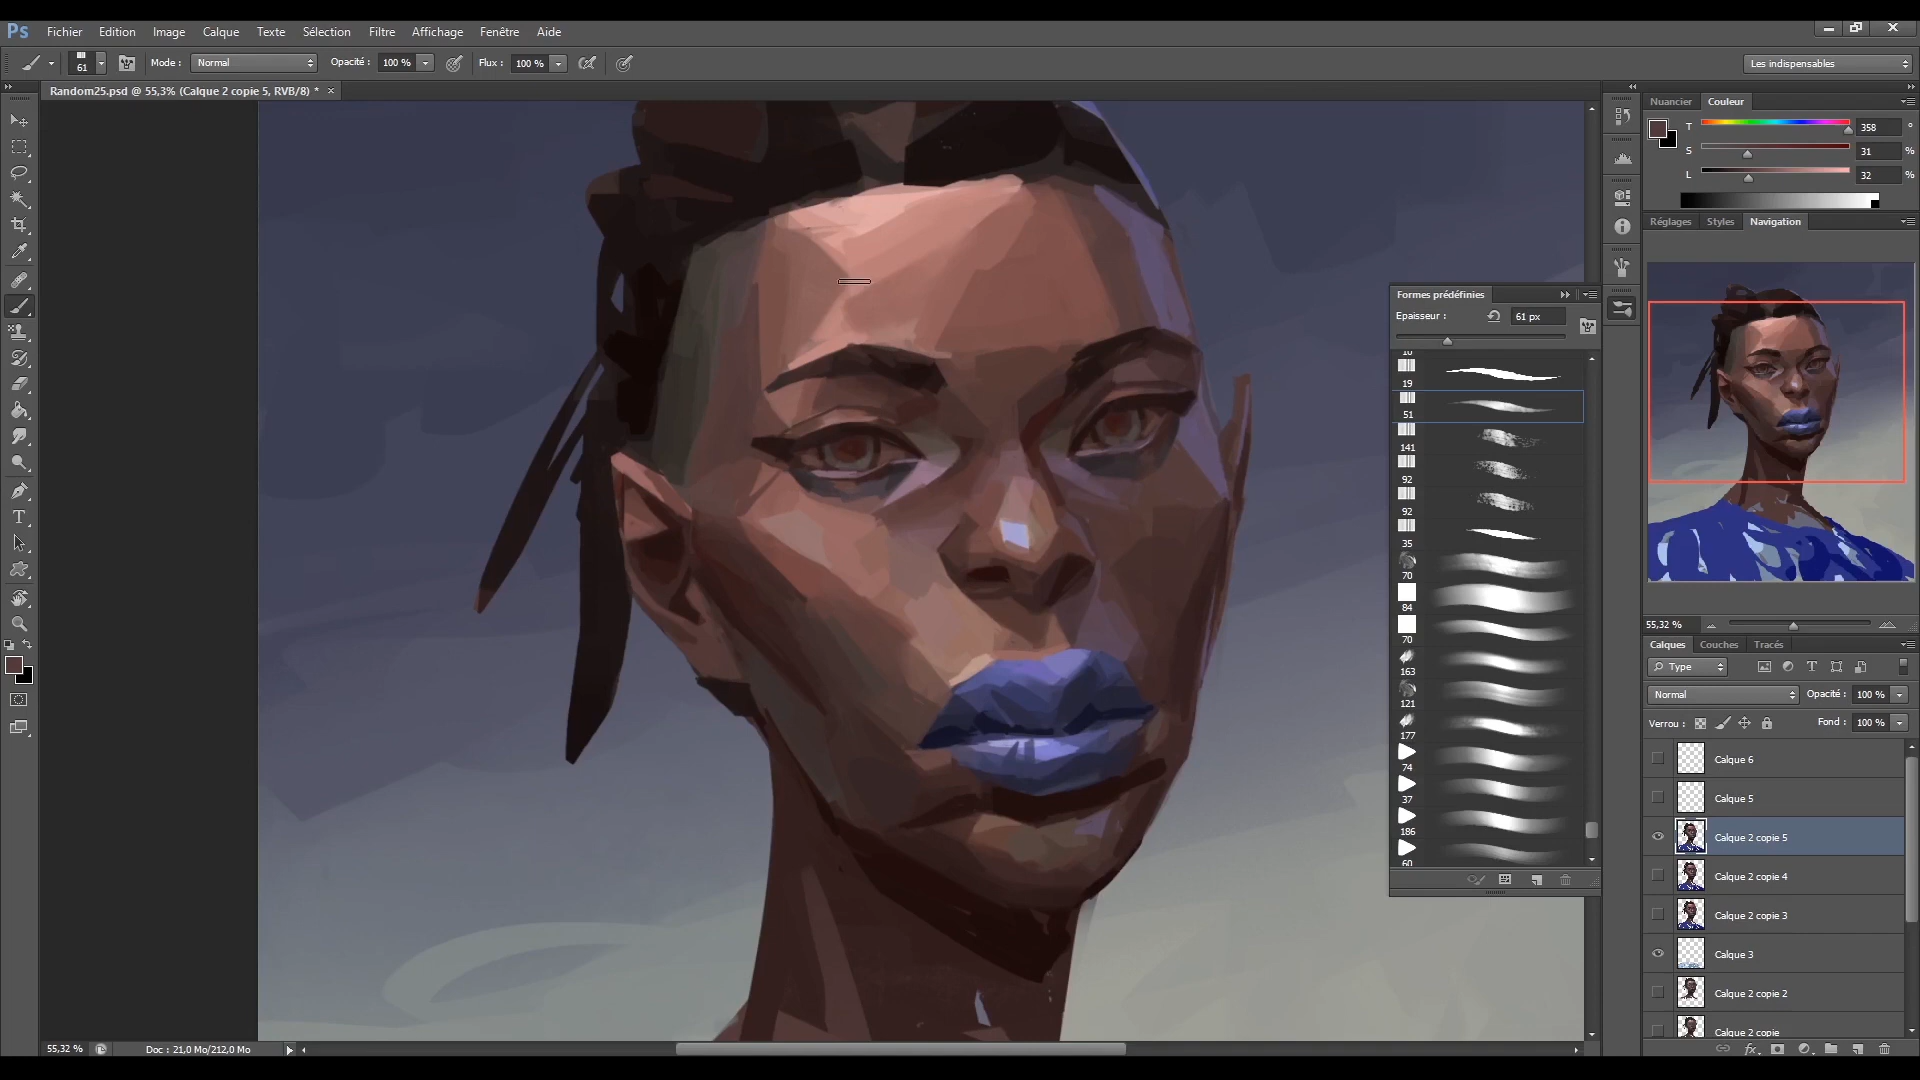 Ps Fichier Edition Image Calque Texte Sélection Filtre Affichage Fenêtre Aide
61 Mode : Normal Opacité : 100 % Flux : 100 % Les indispensables
Random25.psd @ 55,3% (Calque 2 copie 5, RVB/8) * ×
Nuancier Couleur
T 358 °
S 31 %
L 32 %
Réglages Styles Navigation
55,32 %
Formes prédéfinies
Epaisseur : 61 px
19
51
141
92
92
35
70
84
70
163
121
177
74
37
186
60
Calques Couches Tracés
Type
Normal Opacité : 100 %
Verrou : Fond : 100 %
Calque 6
Calque 5
Calque 2 copie 5
Calque 2 copie 4
Calque 2 copie 3
Calque 3
Calque 2 copie 2
Calque 2 copie
55,32 % Doc : 21,0 Mo/212,0 Mo